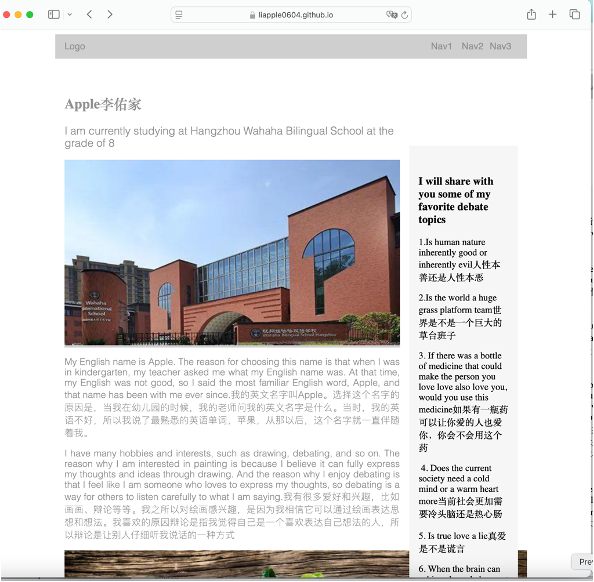 liapple0604.github.io
Logo
Nav1 Nav2 Nav3
Apple李佑家
I am currently studying at Hangzhou Wahaha Bilingual School at the
grade of 8
Wahaha
International
School
My English name is Apple. The reason for choosing this name is that when I was
in kindergarten, my teacher asked me what my English name was. At that time,
my English was not good, so I said the most familiar English word, Apple, and
that name has been with me ever since.我的英文名字叫Apple。选择这个名字的
原因是，当我在幼儿园的时候，我的老师问我的英文名字是什么。当时，我的英
语不好，所以我说了最熟悉的英语单词，苹果，从那以后，这个名字就一直伴随
着我。
I have many hobbies and interests, such as drawing, debating, and so on. The
reason why I am interested in painting is because I believe it can fully express
my thoughts and ideas through drawing. And the reason why I enjoy debating is
that I feel like I am someone who loves to express my thoughts, so debating is a
way for others to listen carefully to what I am saying.我有很多爱好和兴趣，比如
画画、辩论等等。我之所以对绘画感兴趣，是因为我相信它可以通过绘画表达思
想和想法。我喜欢的原因辩论是指我觉得自己是一个喜欢表达自己想法的人，所
以辩论是让别人仔细听我说话的一种方式
I will share with
you some of my
favorite debate
topics
1.Is human nature
inherently good or
inherently evil人性本
善还是人性本恶
2.Is the world a huge
grass platform team世
界是不是一个巨大的
草台班子
3. If there was a bottle
of medicine that could
make the person you
love love also love you,
would you use this
medicine如果有一瓶药
可以让你爱的人也爱
你，你会不会用这个
药
4. Does the current
society need a cold
mind or a warm heart
more当前社会更加需
要冷头脑还是热心肠
5. Is true love a lie真爱
是不是谎言
6. When the brain can
Prev